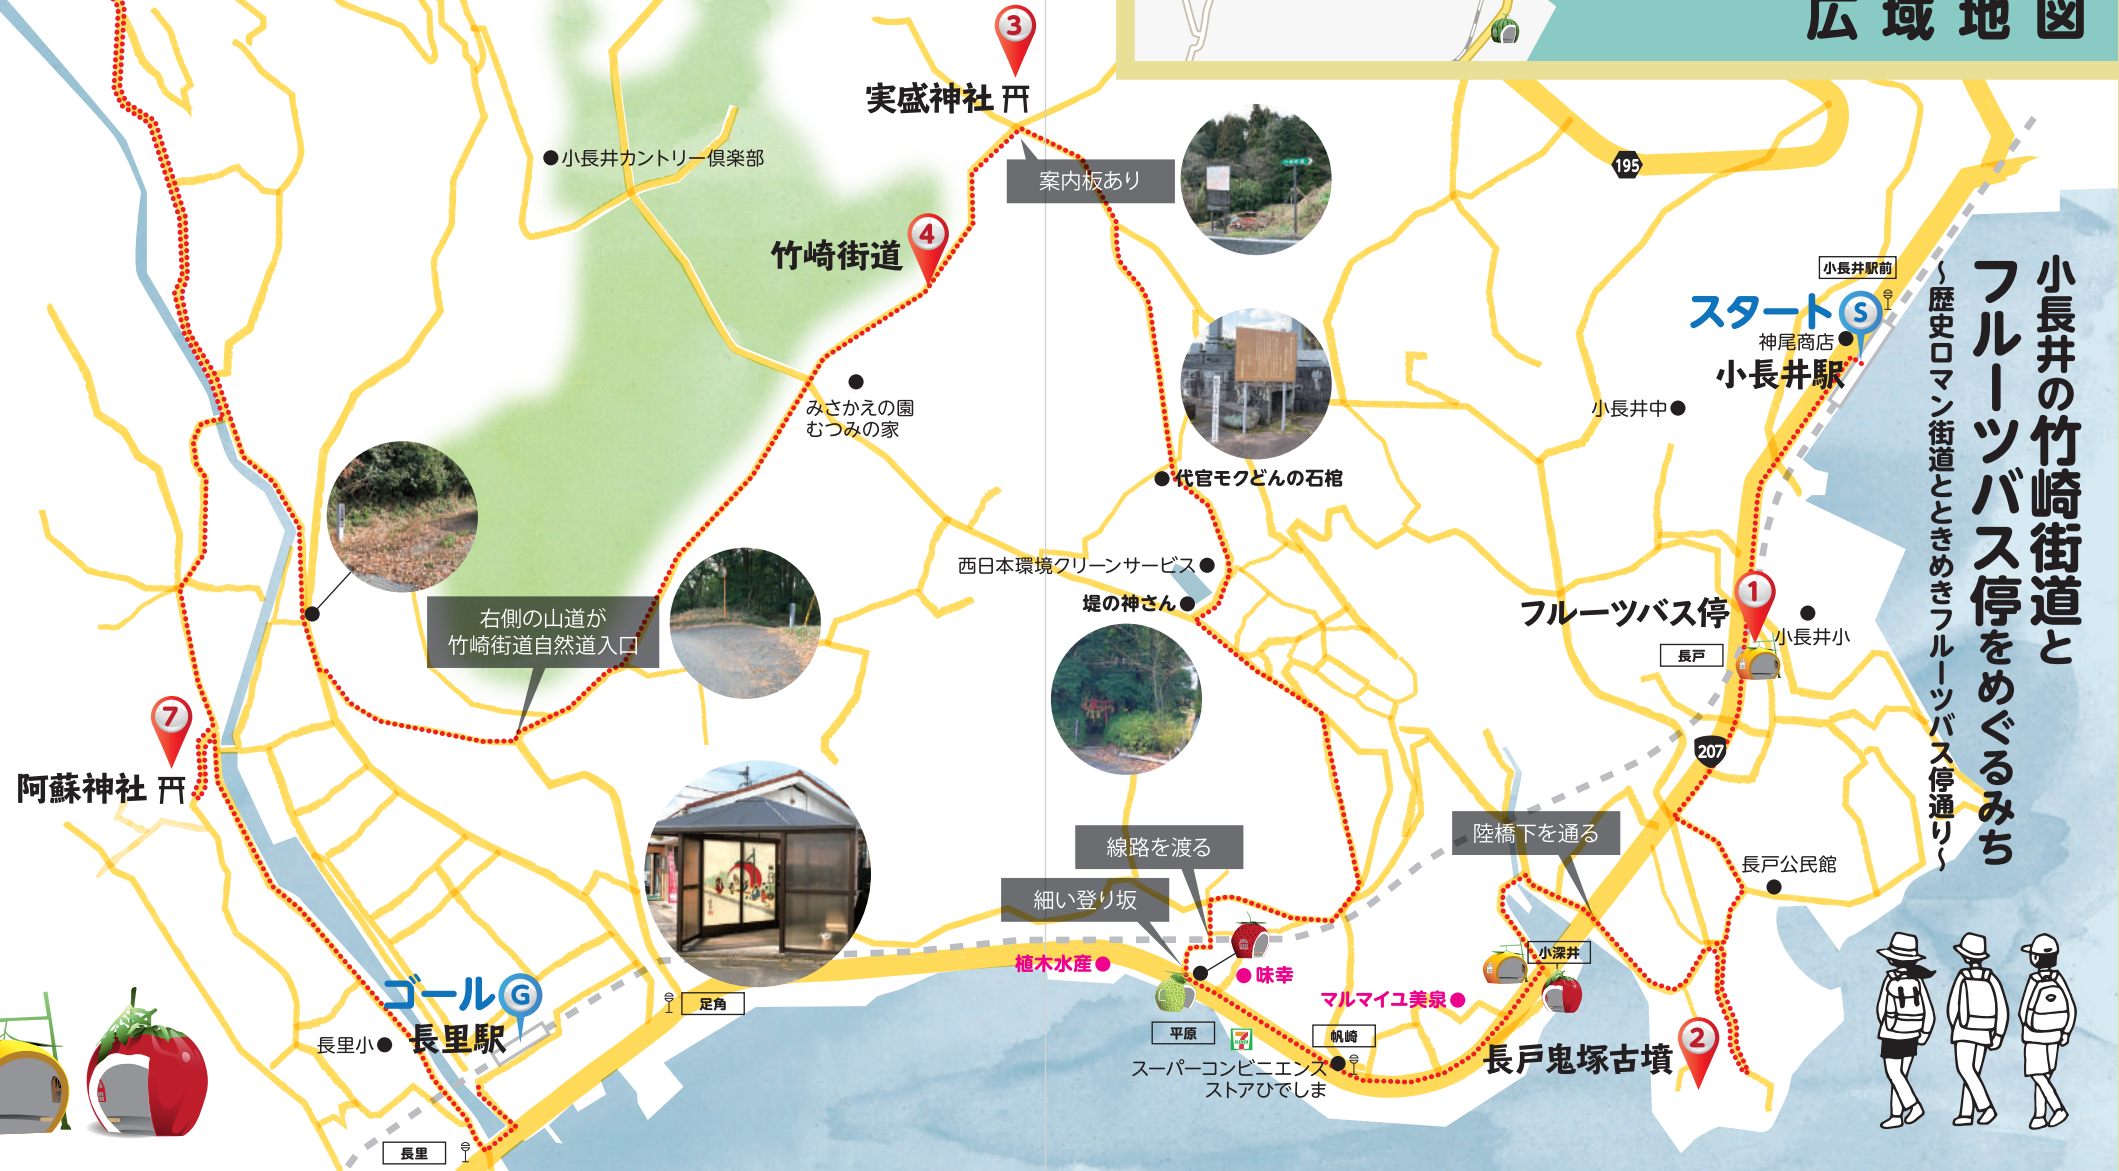 広域地図
小長井の竹崎街道と
フルーツバス停をめぐるみち
～歴史ロマン街道とときめきフルーツバス停通り～
3
実盛神社
案内板あり
小長井カントリー倶楽部
4
竹崎街道
195
小長井駅前
スタート S
神尾商店
小長井駅
小長井中
みさかえの園
むつみの家
代官モクどんの石棺
西日本環境クリーンサービス
堤の神さん
1
フルーツバス停
小長井小
長戸
右側の山道が
竹崎街道自然道入口
7
阿蘇神社
207
線路を渡る
陸橋下を通る
長戸公民館
細い登り坂
植木水産
味幸
小深井
マルマイユ美泉
ゴール G
長里駅
長里小
足角
平原
7
帆崎
スーパーコンビニエンス
ストアひでしま
2
長戸鬼塚古墳
長里